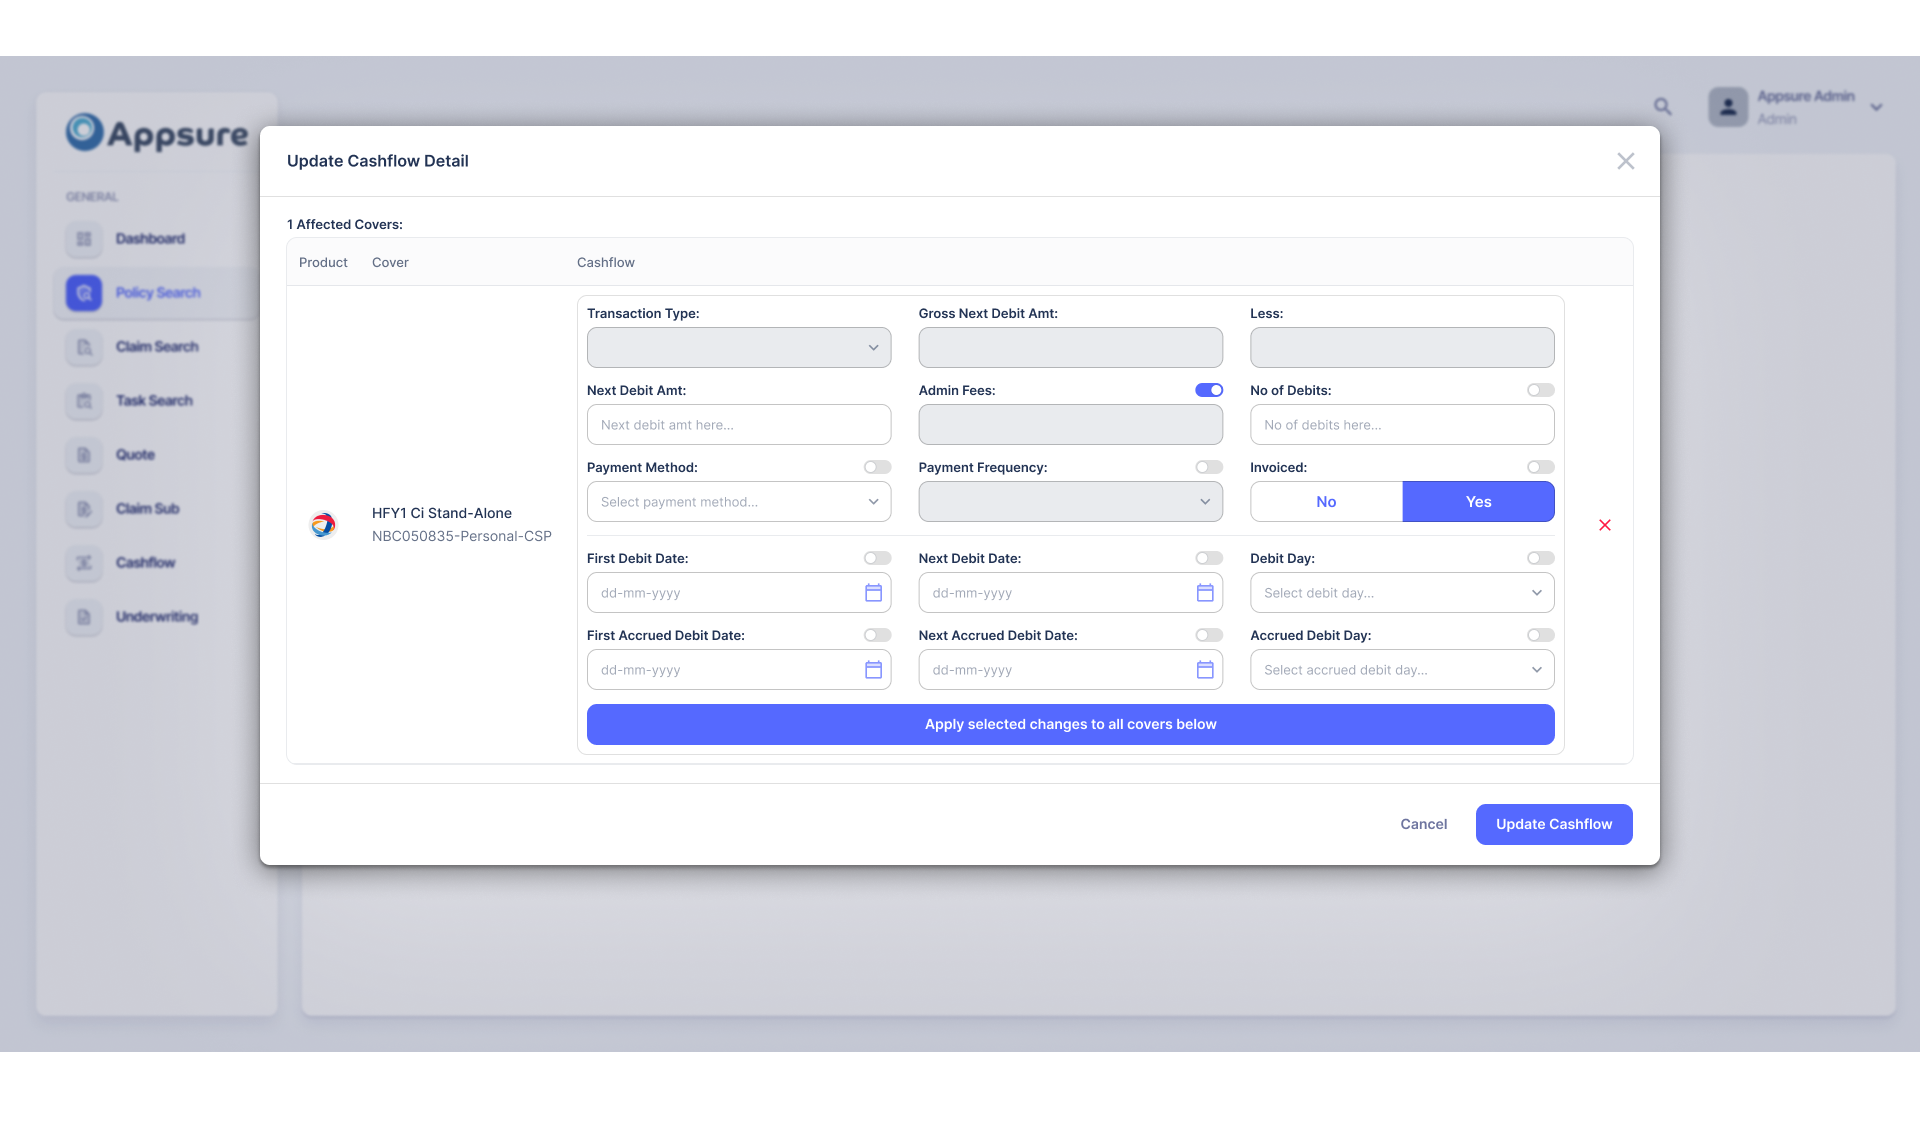 Appsure
Appsure Admin
Admin
GENERAL
Dashboard
Policy Search
Claim Search
Task Search
Quote
Claim Sub
Cashflow
Underwriting
Update Cashflow Detail
1 Affected Covers:
Product Cover Cashflow
HFY1 Ci Stand-Alone
NBC050835-Personal-CSP
Transaction Type: Gross Next Debit Amt: Less:
Next Debit Amt: Admin Fees: No of Debits:
Next debit amt here... No of debits here...
Payment Method: Payment Frequency: Invoiced:
Select payment method... No Yes
First Debit Date: Next Debit Date: Debit Day:
dd-mm-yyyy dd-mm-yyyy Select debit day...
First Accrued Debit Date: Next Accrued Debit Date: Accrued Debit Day:
dd-mm-yyyy dd-mm-yyyy Select accrued debit day...
Apply selected changes to all covers below
Cancel Update Cashflow